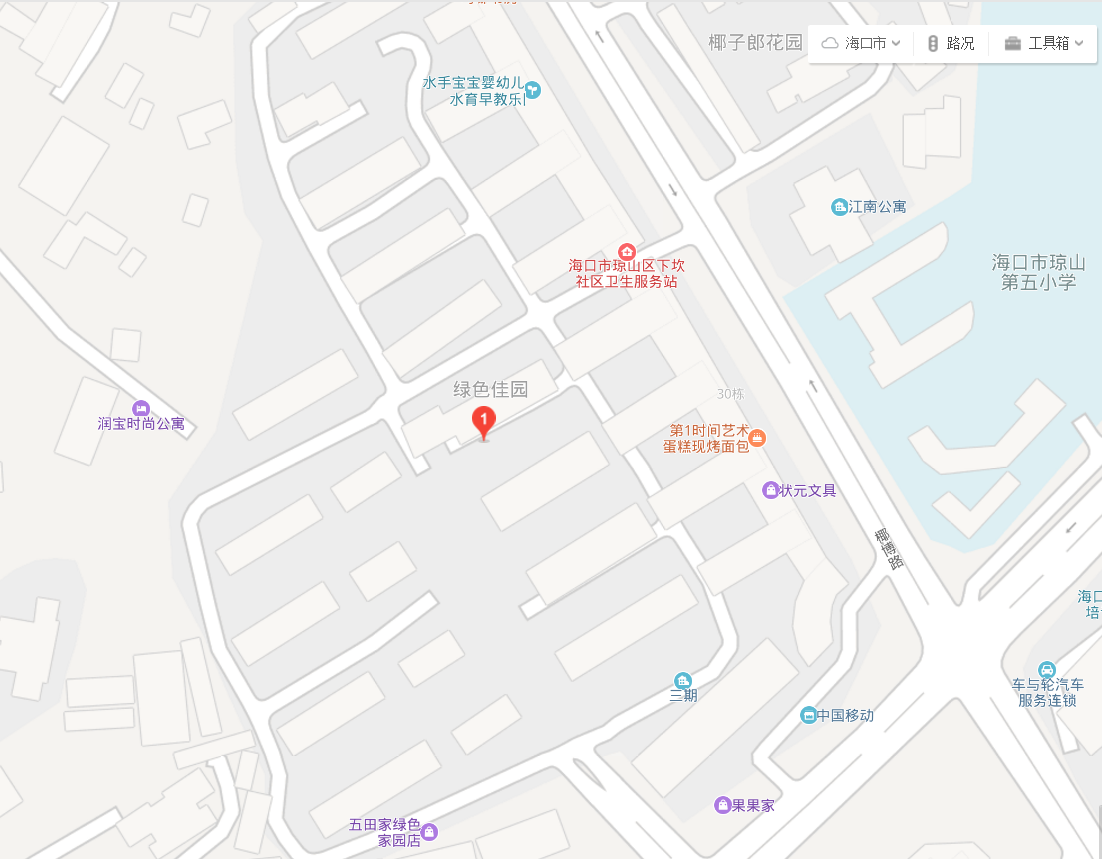 椰子郎花园
海口市
路况
工具箱
水手宝宝婴幼儿
水育早教乐
江南公寓
海口市琼山区下坎
社区卫生服务站
海口市琼山
第五小学
绿色佳园
1
30栋
润宝时尚公寓
第1时间艺术
蛋糕现烤面包
状元文具
椰博路
海口
培
三期
车与轮汽车
服务连锁
中国移动
果果家
五田家绿色
家园店